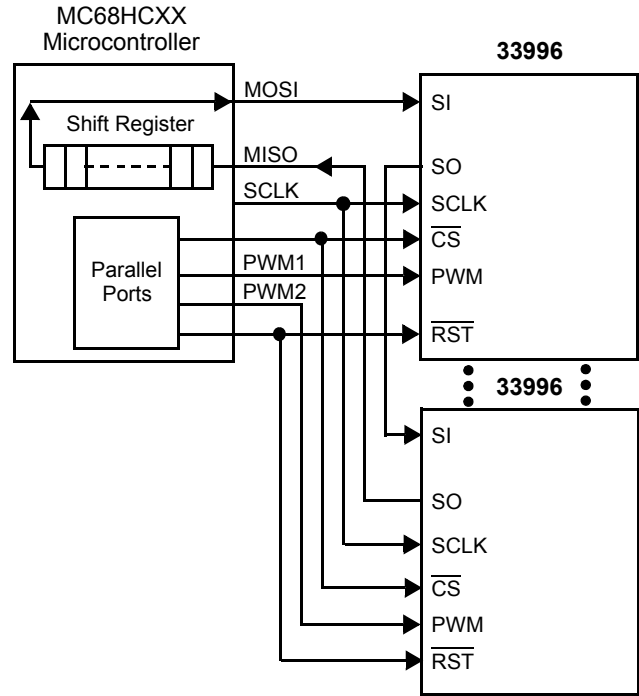 MC68HCXX
Microcontroller
33996
MOSI
SI
Shift Register
MISO
SO
SCLK
SCLK
CS
Parallel
Ports
PWM1
PWM
PWM2
RST
33996
SI
SO
SCLK
CS
PWM
RST